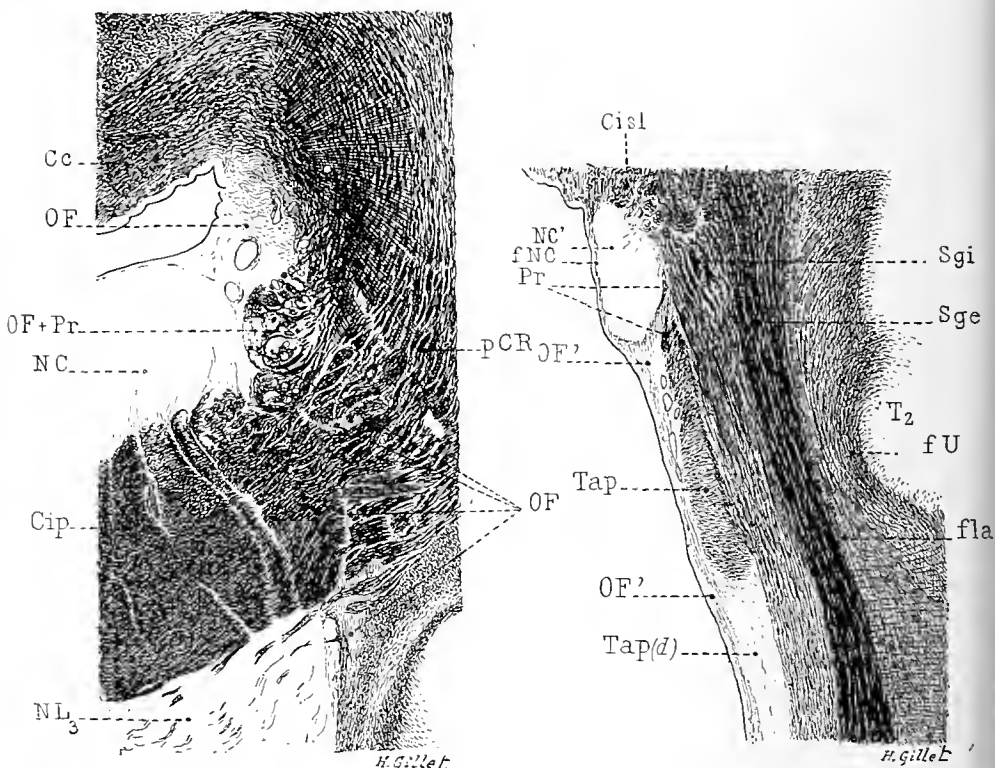 Cc
OF
OF+Pr
NC
Cip
NL3
pCR
OF
H. Gillet
Cisl
NC'
fNC
Pr
OF'
Tap
OF'
Tap(d)
Sgi
Sge
T2
fU
fla
H. Gillet